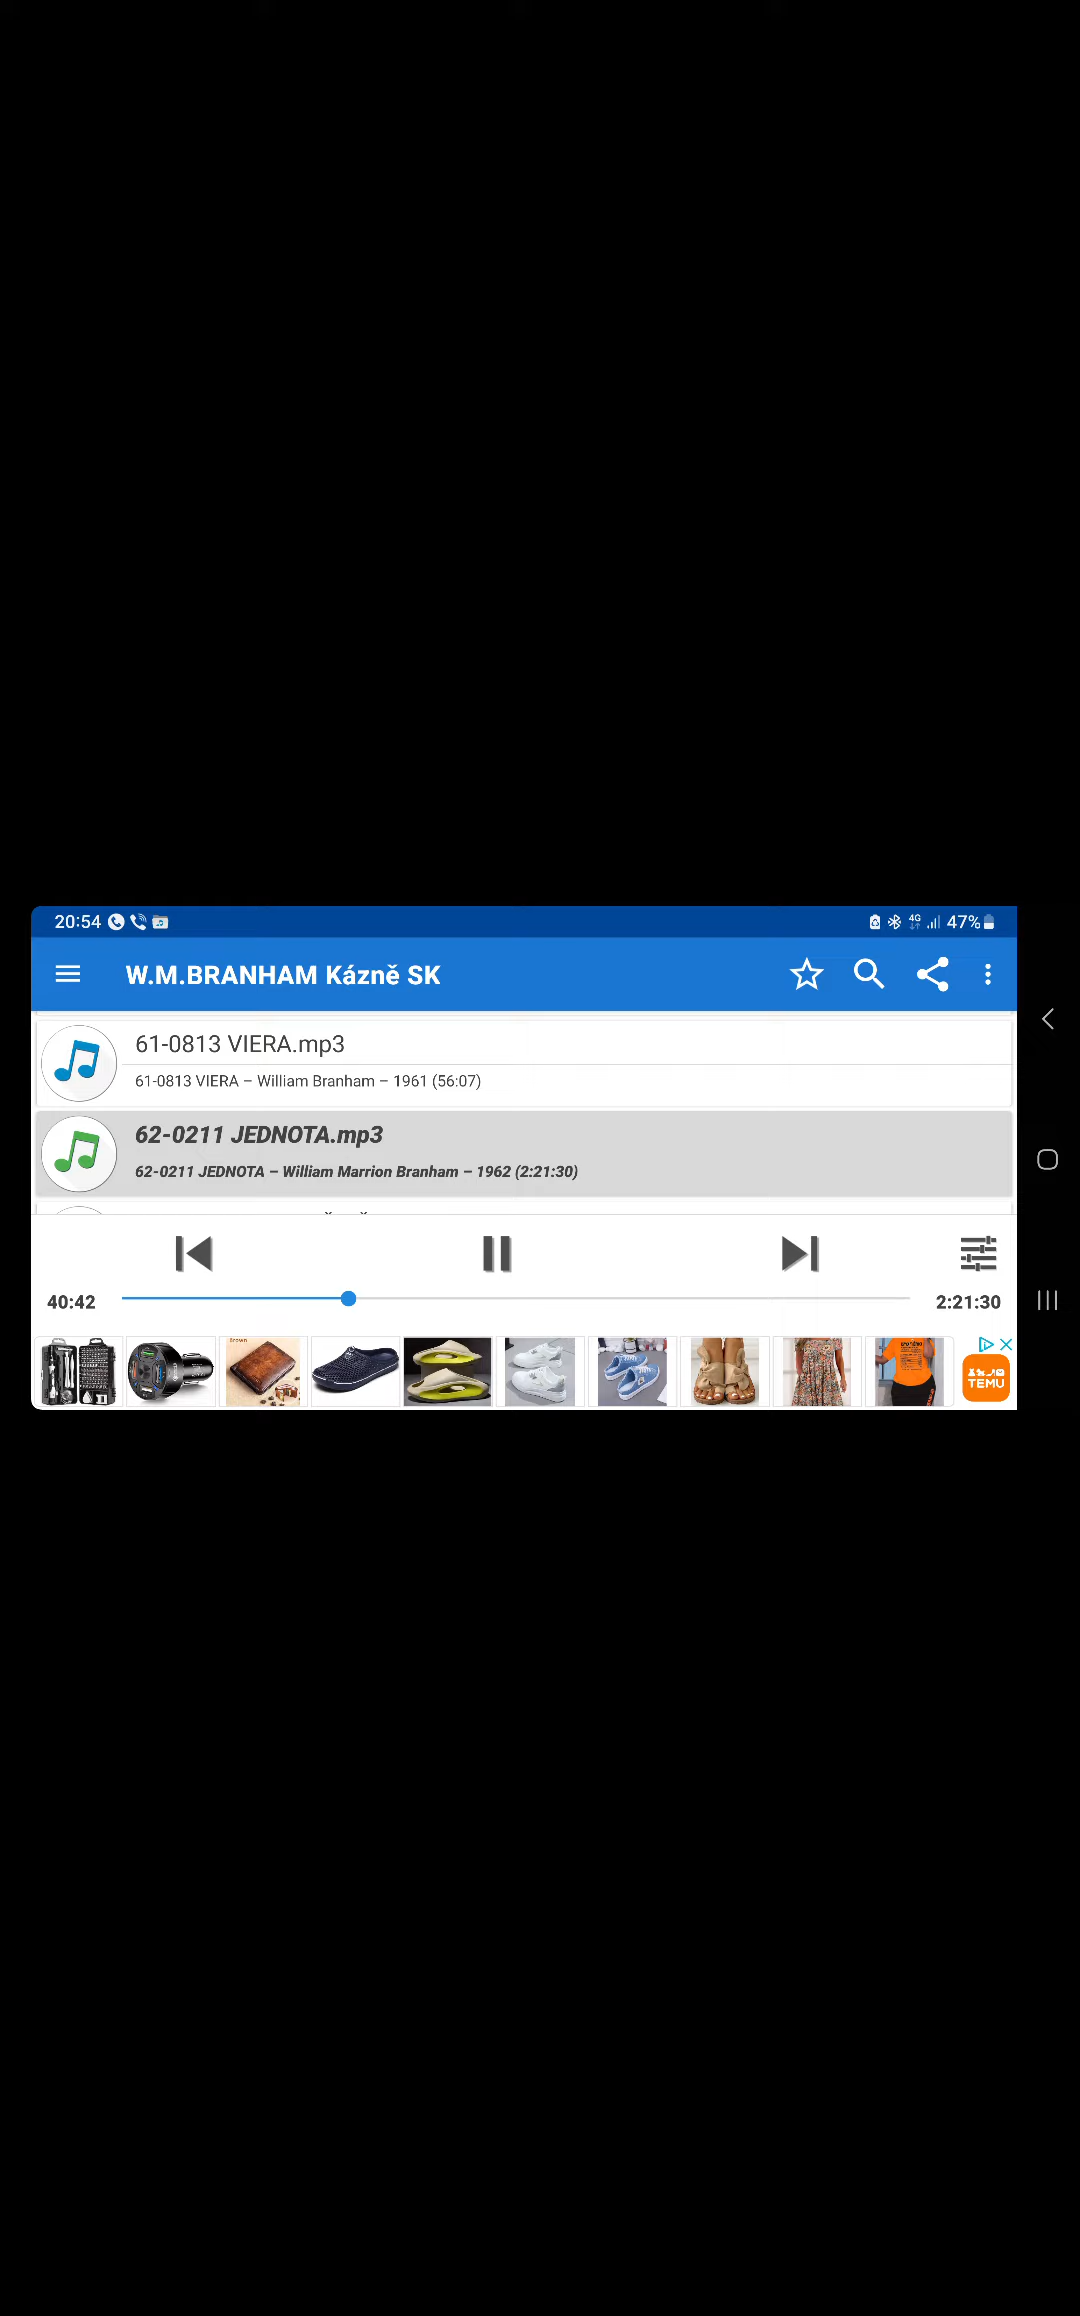 20:54 4G 47%
W.M.BRANHAM Kázně SK
61-0813 VIERA.mp3
61-0813 VIERA – William Branham – 1961 (56:07)
62-0211 JEDNOTA.mp3
62-0211 JEDNOTA – William Marrion Branham – 1962 (2:21:30)
40:42
2:21:30
Brown
TEMU